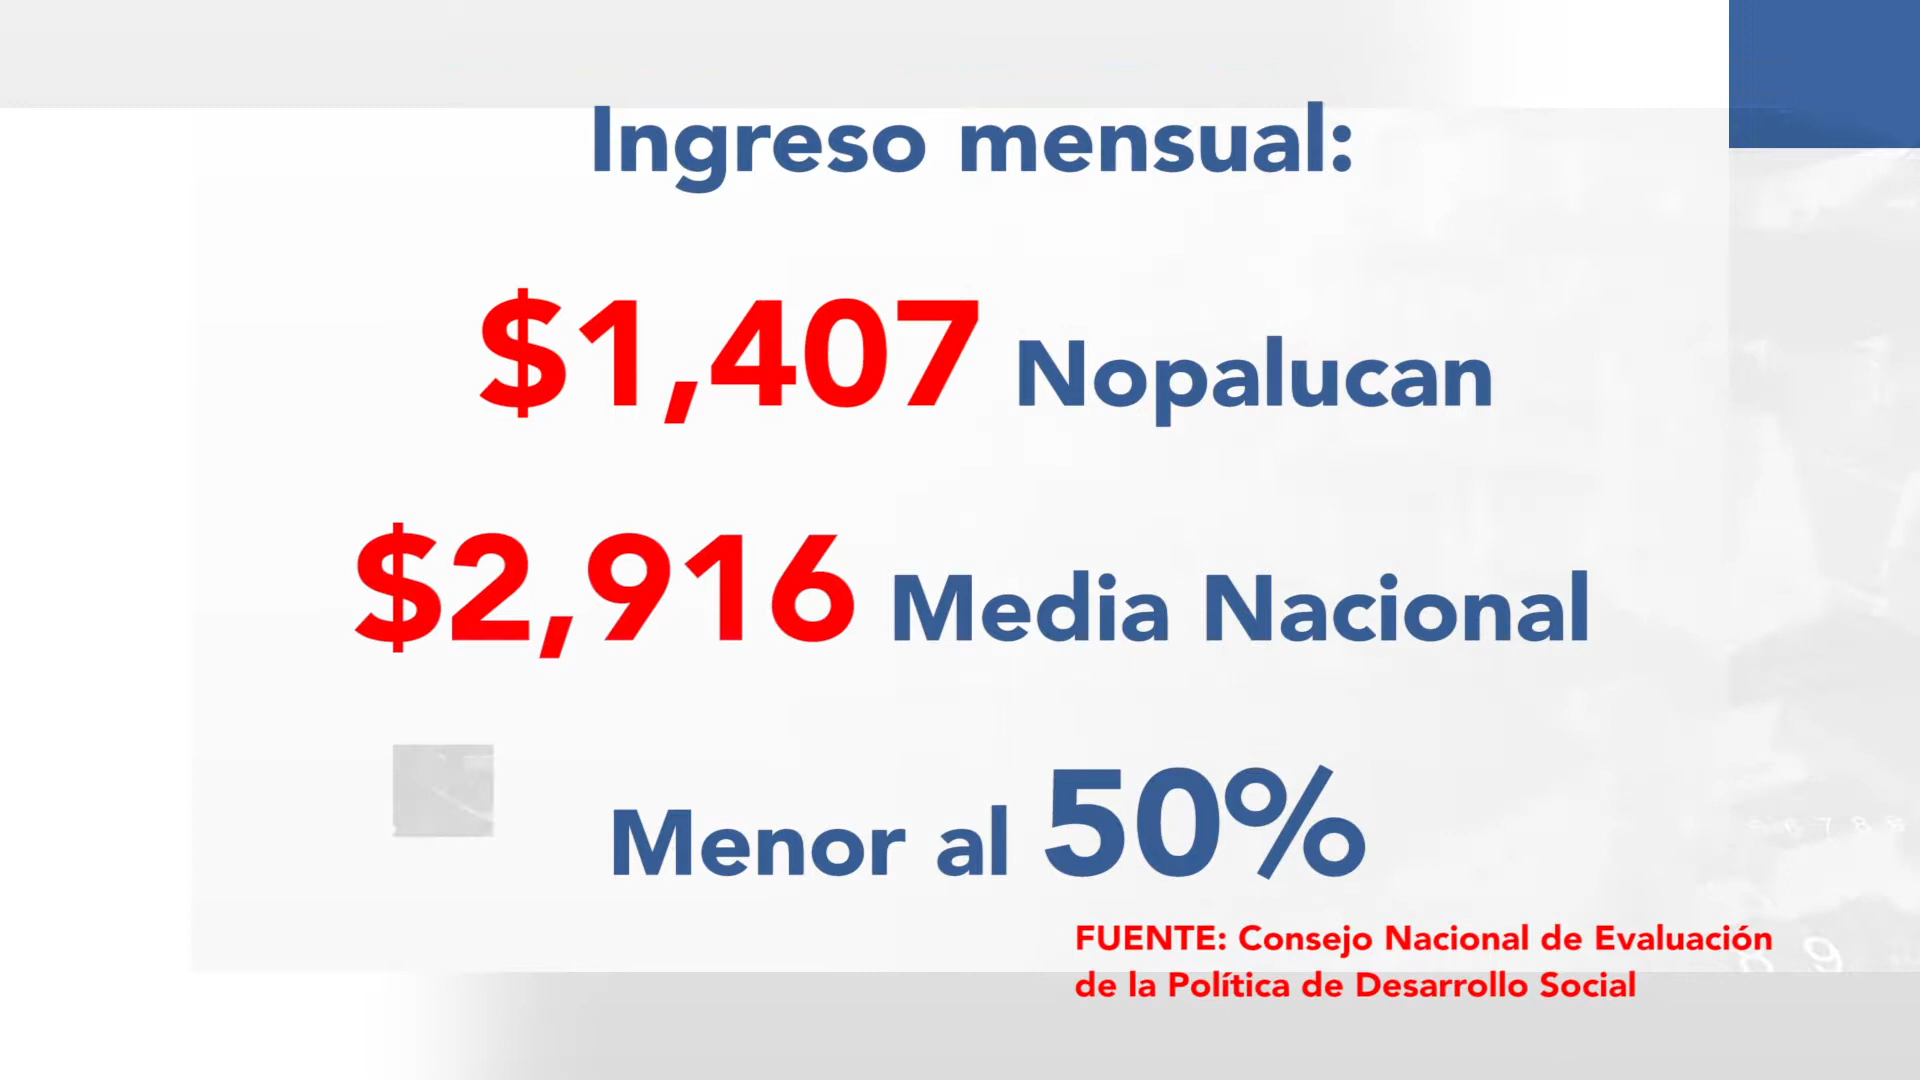 Ingreso mensual:
$1,407 Nopalucan
$2,916 Media Nacional
Menor al 50%
FUENTE: Consejo Nacional de Evaluación
de la Política de Desarrollo Social